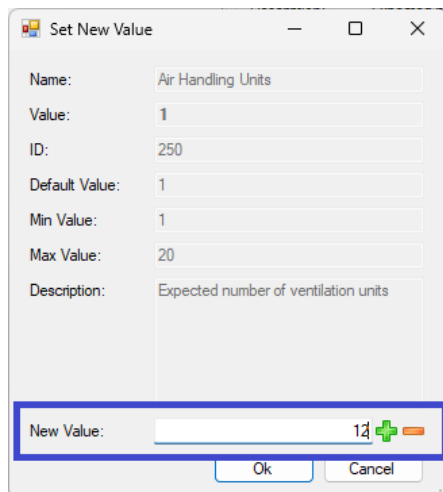 Set New Value
Name: Air Handling Units
Value: 1
ID: 250
Default Value: 1
Min Value: 1
Max Value: 20
Description: Expected number of ventilation units
New Value: 12
Ok Cancel